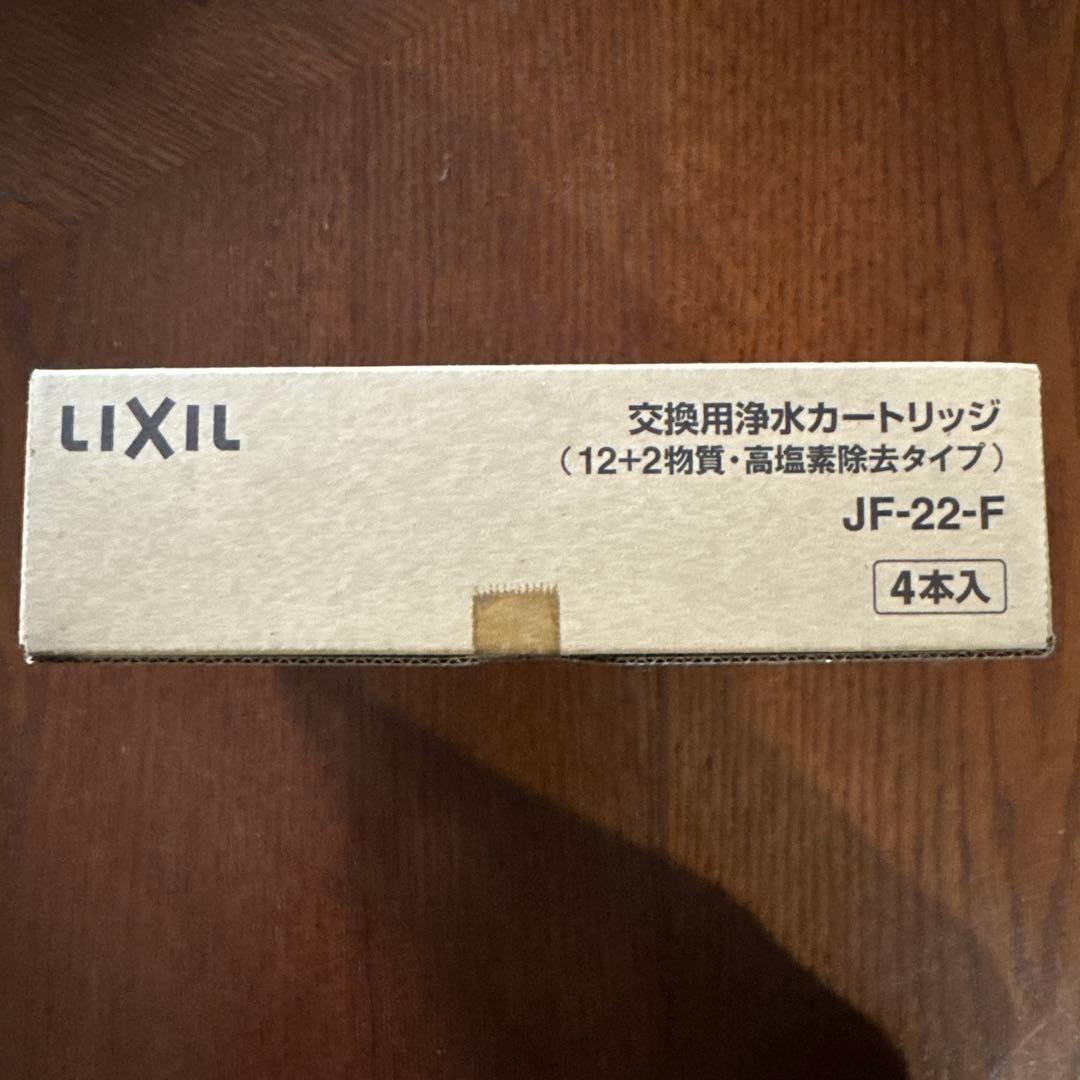 LIXIL
交換用浄水カートリッジ
（12+2物質・高塩素除去タイプ）
JF-22-F
4本入